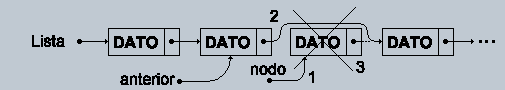 2
Lista DATO DATO DATO DATO ...
anterior nodo 1 3